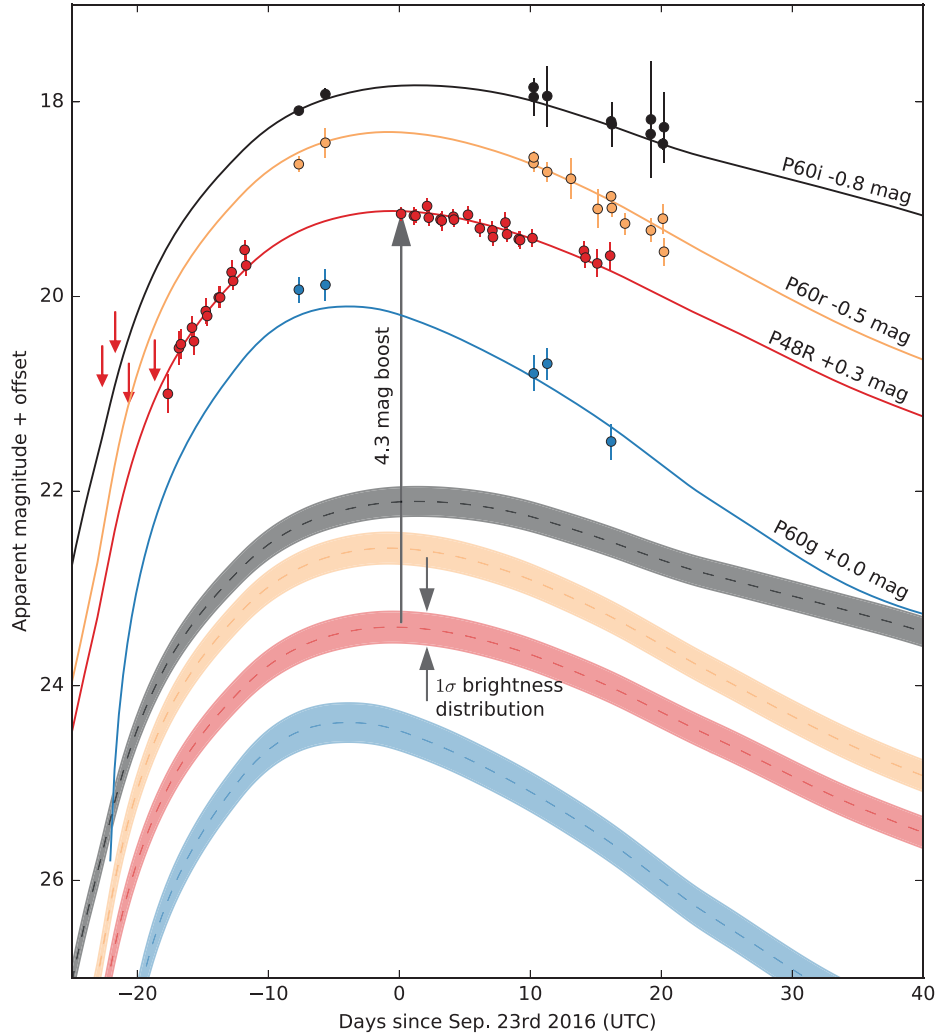 18
20
22
24
26
Apparent magnitude + offset
P60i -0.8 mag
P60r -0.5 mag
P48R +0.3 mag
P60g +0.0 mag
4.3 mag boost
1σ brightness
distribution
−20
−10
0
10
20
30
40
Days since Sep. 23rd 2016 (UTC)